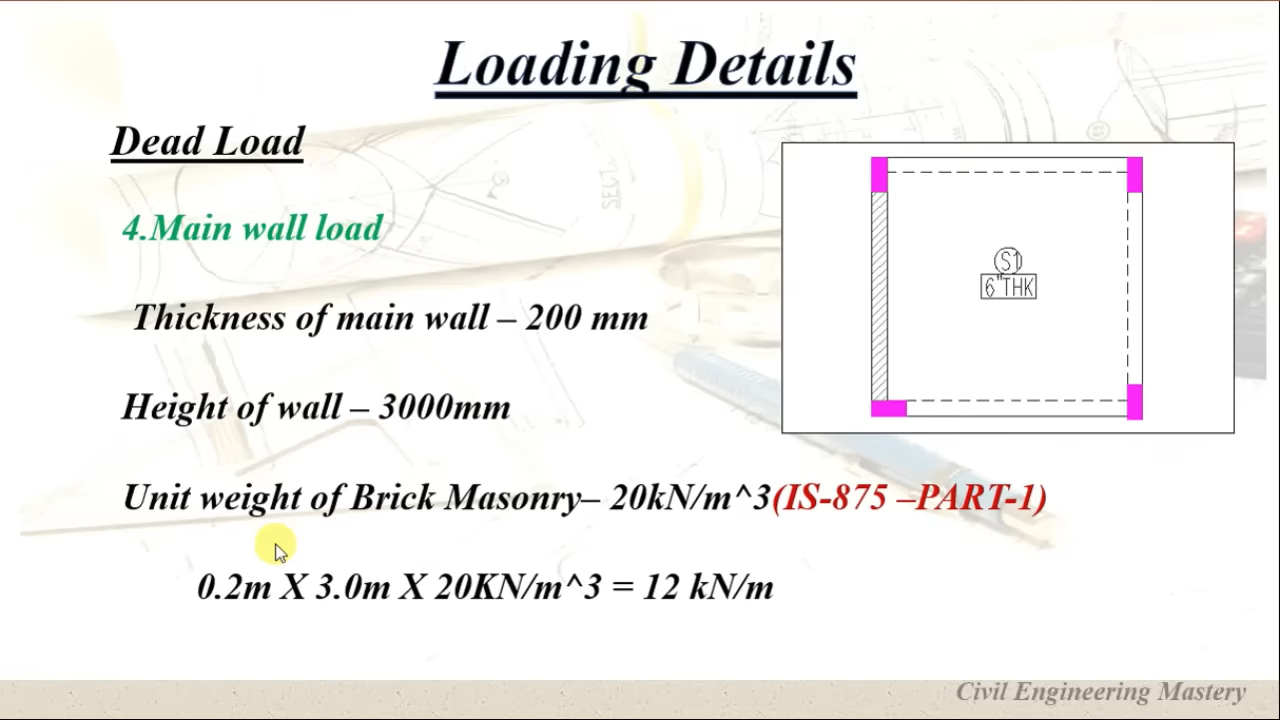 Loading Details
Dead Load
4.Main wall load
Thickness of main wall – 200 mm
Height of wall – 3000mm
Unit weight of Brick Masonry– 20kN/m^3(IS-875 –PART-1)
0.2m X 3.0m X 20KN/m^3 = 12 kN/m
S1
6"THK
SECT
Civil Engineering Mastery